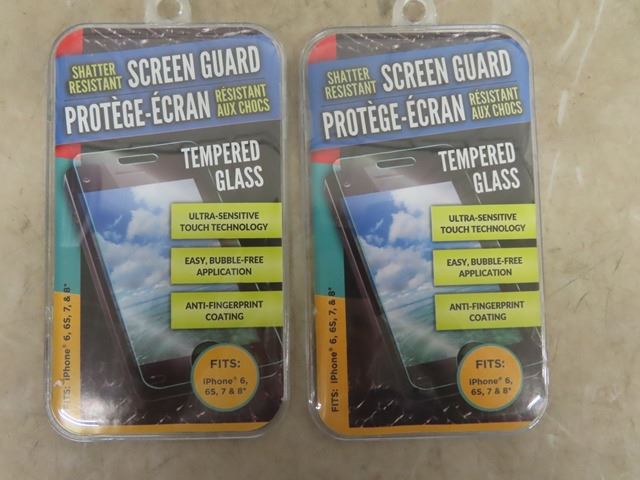 SHATTER
RESISTANT
SCREEN GUARD
PROTÈGE-ÉCRAN
RÉSISTANT
AUX CHOCS
TEMPERED
GLASS
ULTRA-SENSITIVE
TOUCH TECHNOLOGY
EASY, BUBBLE-FREE
APPLICATION
ANTI-FINGERPRINT
COATING
FITS:
iPhone® 6,
6S, 7 & 8*
FITS: iPhone® 6, 6S, 7, & 8*
SHATTER
RESISTANT
SCREEN GUARD
PROTÈGE-ÉCRAN
RÉSISTANT
AUX CHOCS
TEMPERED
GLASS
ULTRA-SENSITIVE
TOUCH TECHNOLOGY
EASY, BUBBLE-FREE
APPLICATION
ANTI-FINGERPRINT
COATING
FITS:
iPhone® 6,
6S, 7 & 8*
FITS: iPhone® 6, 6S, 7, & 8*